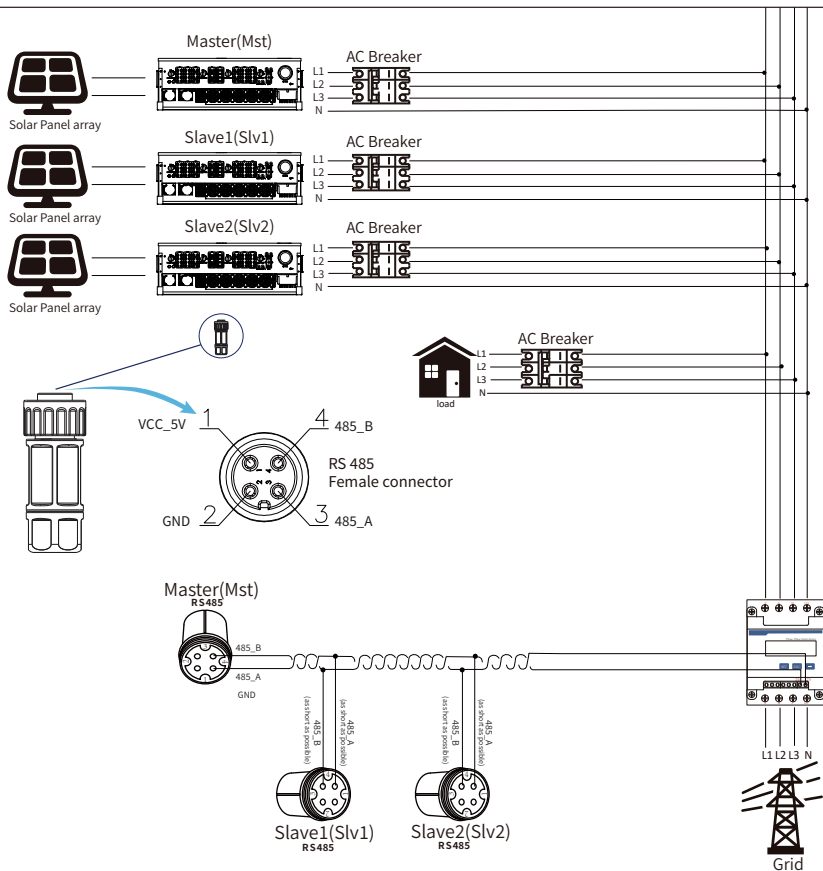 Master(Mst)
AC Breaker
L1
L2
L3
N
Solar Panel array
Slave1(Slv1)
AC Breaker
L1
L2
L3
N
Solar Panel array
Slave2(Slv2)
AC Breaker
L1
L2
L3
N
Solar Panel array
AC Breaker
L1
L2
L3
N
load
VCC_5V
1
4
485_B
1
4
2
3
RS 485
Female connector
GND
2
3
485_A
Master(Mst)
RS485
485_B
485_A
GND
485_B
(as short as possible)
485_A
(as short as possible)
485_B
(as short as possible)
485_A
(as short as possible)
Slave1(Slv1)
RS485
Slave2(Slv2)
RS485
L1 L2 L3 N
Grid